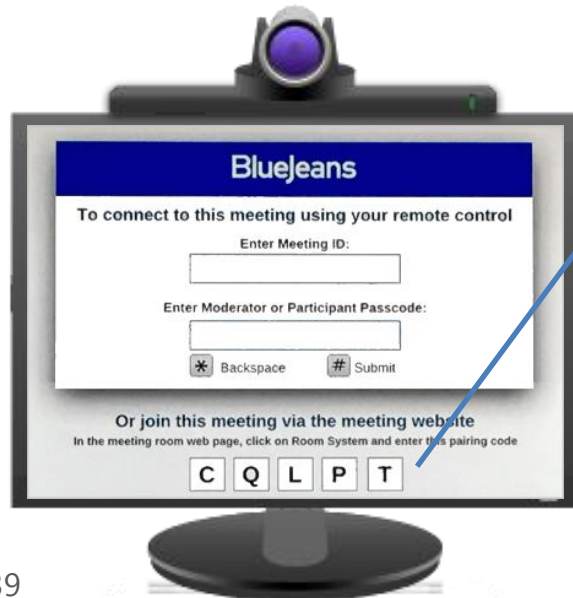 BlueJeans
To connect to this meeting using your remote control
Enter Meeting ID:
Enter Moderator or Participant Passcode:
* Backspace # Submit
Or join this meeting via the meeting website
In the meeting room web page, click on Room System and enter this pairing code
C Q L P T
39